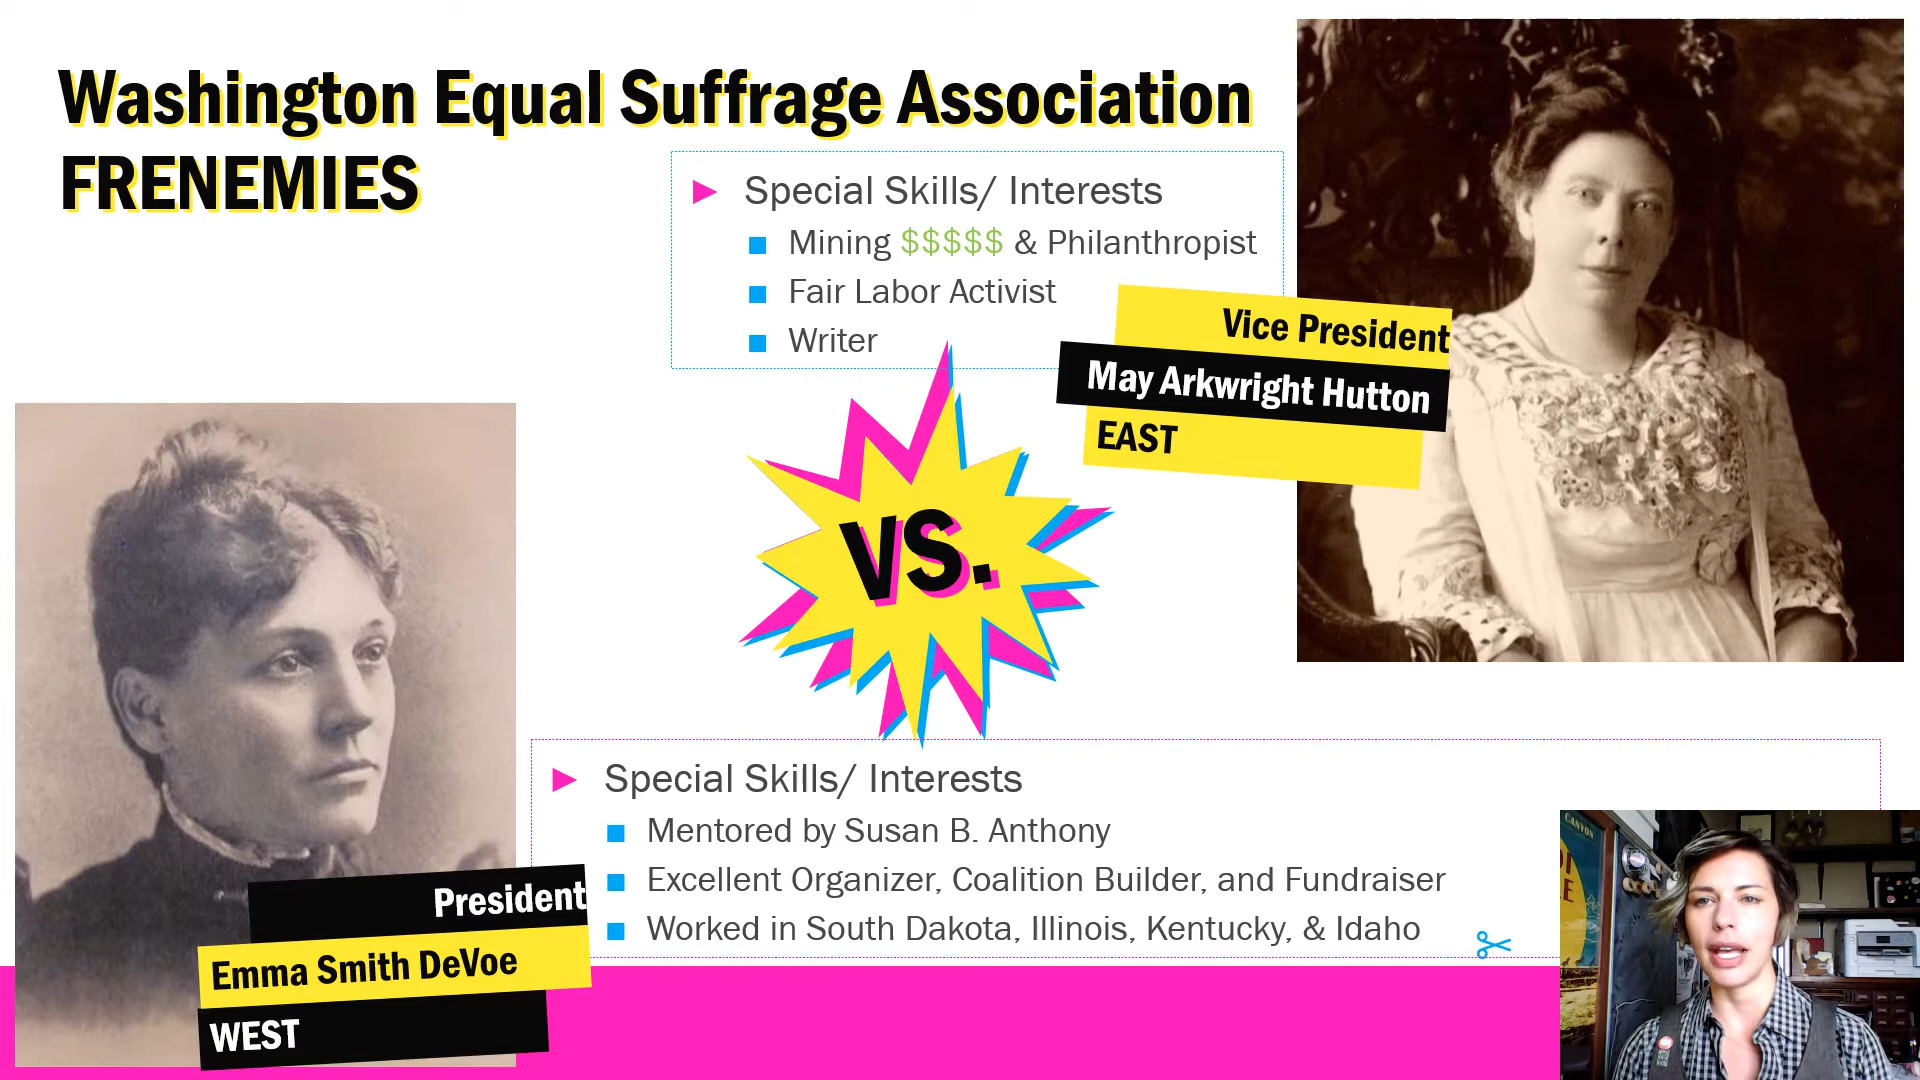 Washington Equal Suffrage Association
FRENEMIES
► Special Skills/ Interests
■ Mining $$$$$ & Philanthropist
■ Fair Labor Activist
■ Writer
Vice President
May Arkwright Hutton
EAST
VS.
► Special Skills/ Interests
■ Mentored by Susan B. Anthony
■ Excellent Organizer, Coalition Builder, and Fundraiser
■ Worked in South Dakota, Illinois, Kentucky, & Idaho
President
Emma Smith DeVoe
WEST
CANYON